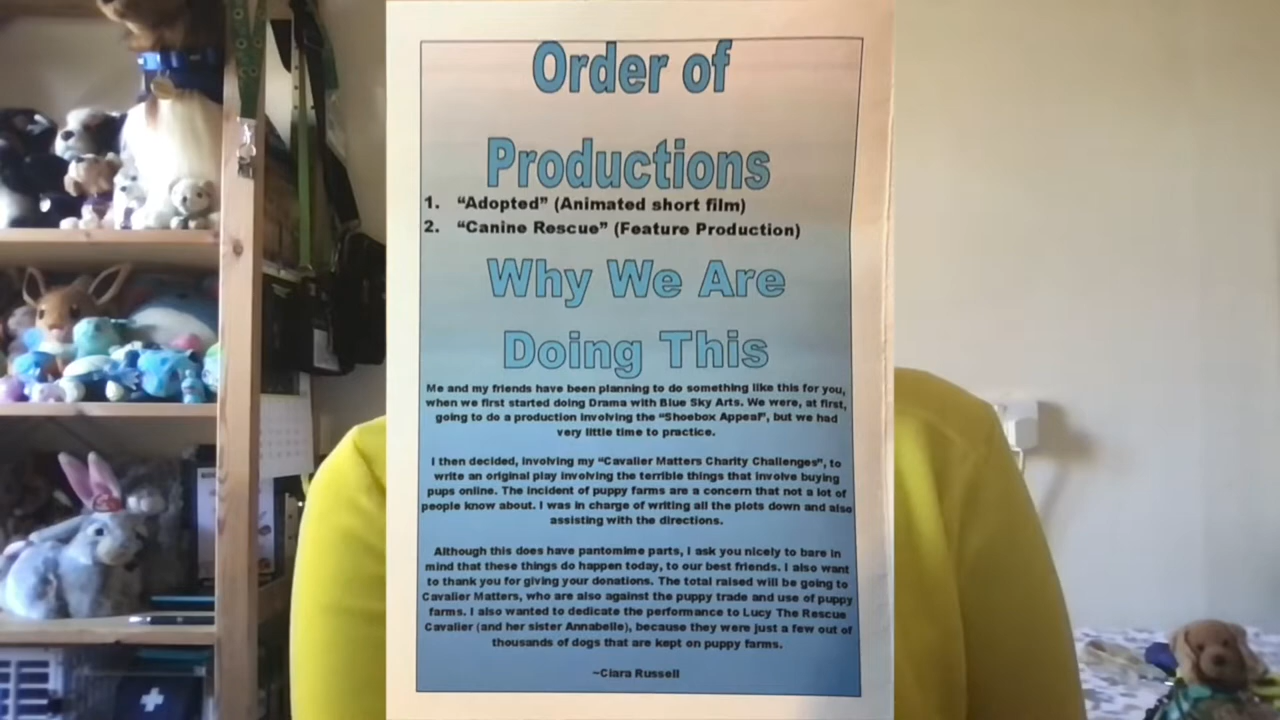 Order of
Productions
1. “Adopted” (Animated short film)
2. “Canine Rescue” (Feature Production)
Why We Are
Doing This
Me and my friends have been planning to do something like this for you,
when we first started doing Drama with Blue Sky Arts. We were, at first,
going to do a production involving the “Shoebox Appeal”, but we had
very little time to practice.
I then decided, involving my “Cavalier Matters Charity Challenges”, to
write an original play involving the terrible things that involve buying
pups online. The incident of puppy farms are a concern that not a lot of
people know about. I was in charge of writing all the plots down and also
assisting with the directions.
Although this does have pantomime parts, I ask you nicely to bare in
mind that these things do happen today, to our best friends. I also want
to thank you for giving your donations. The total raised will be going to
Cavalier Matters, who are also against the puppy trade and use of puppy
farms. I also wanted to dedicate the performance to Lucy The Rescue
Cavalier (and her sister Annabelle), because they were just a few out of
thousands of dogs that are kept on puppy farms.
~Ciara Russell